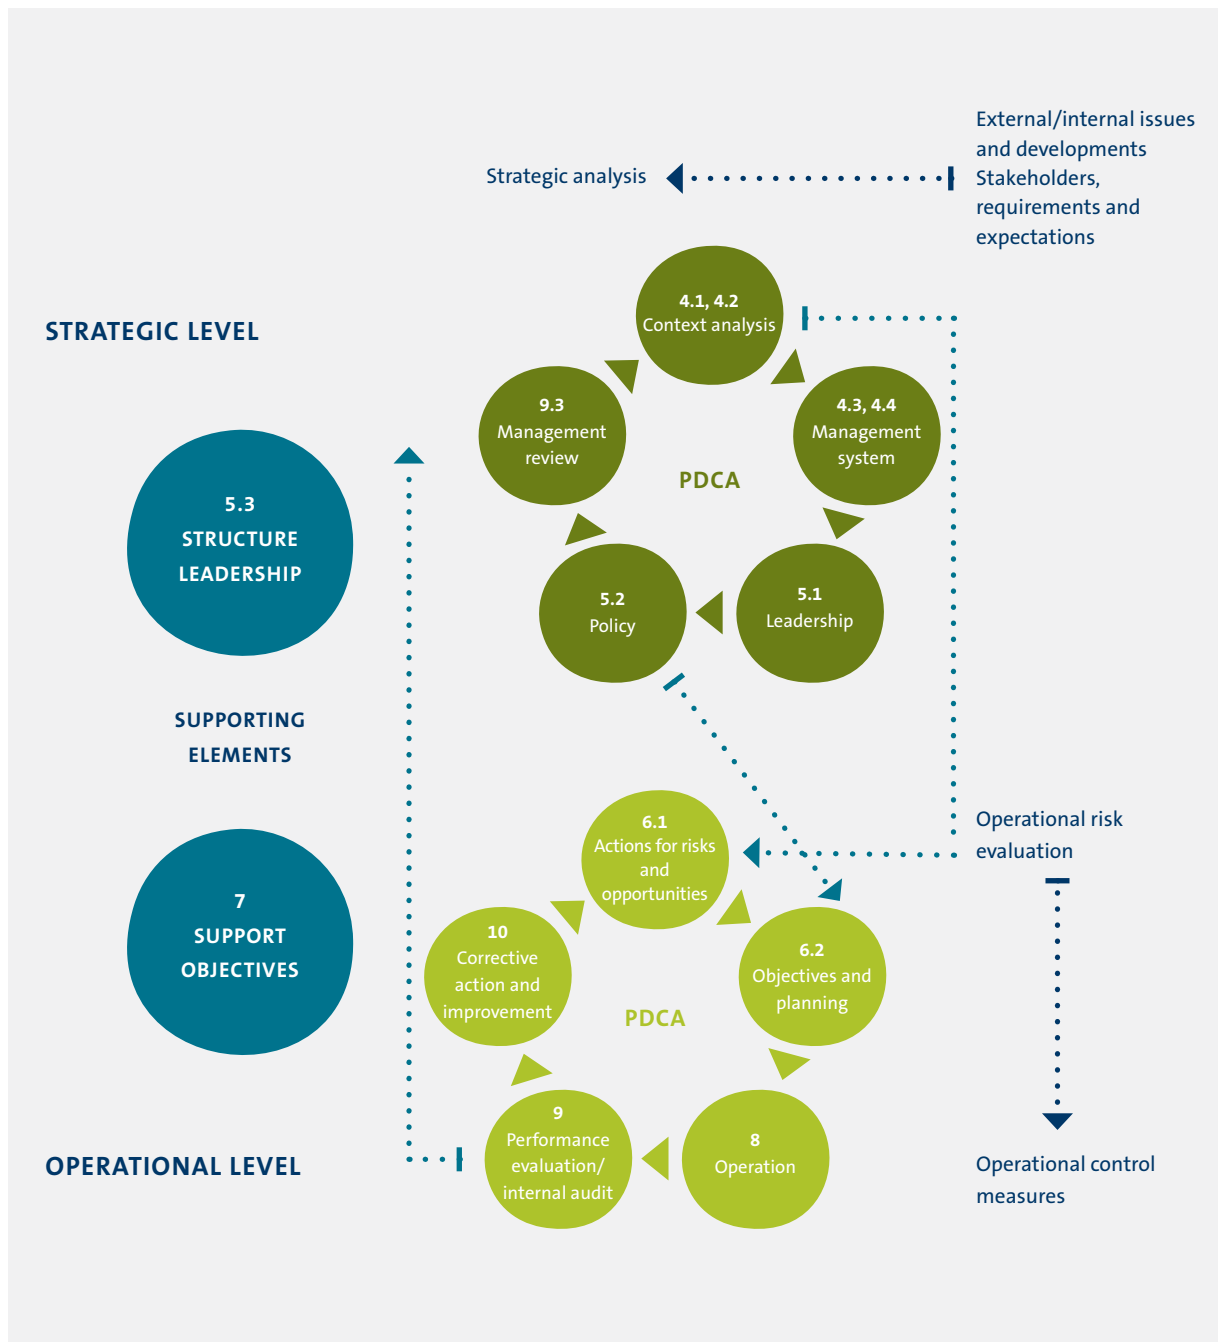 External/internal issues
and developments
Strategic analysis
Stakeholders,
requirements and
expectations
STRATEGIC LEVEL
4.1, 4.2
Context analysis
9.3
Management
review
4.3, 4.4
Management
system
PDCA
5.3
STRUCTURE
LEADERSHIP
5.2
Policy
5.1
Leadership
SUPPORTING
ELEMENTS
6.1
Actions for risks
and
opportunities
Operational risk
evaluation
7
SUPPORT
OBJECTIVES
10
Corrective
action and
improvement
6.2
Objectives and
planning
PDCA
9
Performance
evaluation/
internal audit
8
Operation
OPERATIONAL LEVEL
Operational control
measures